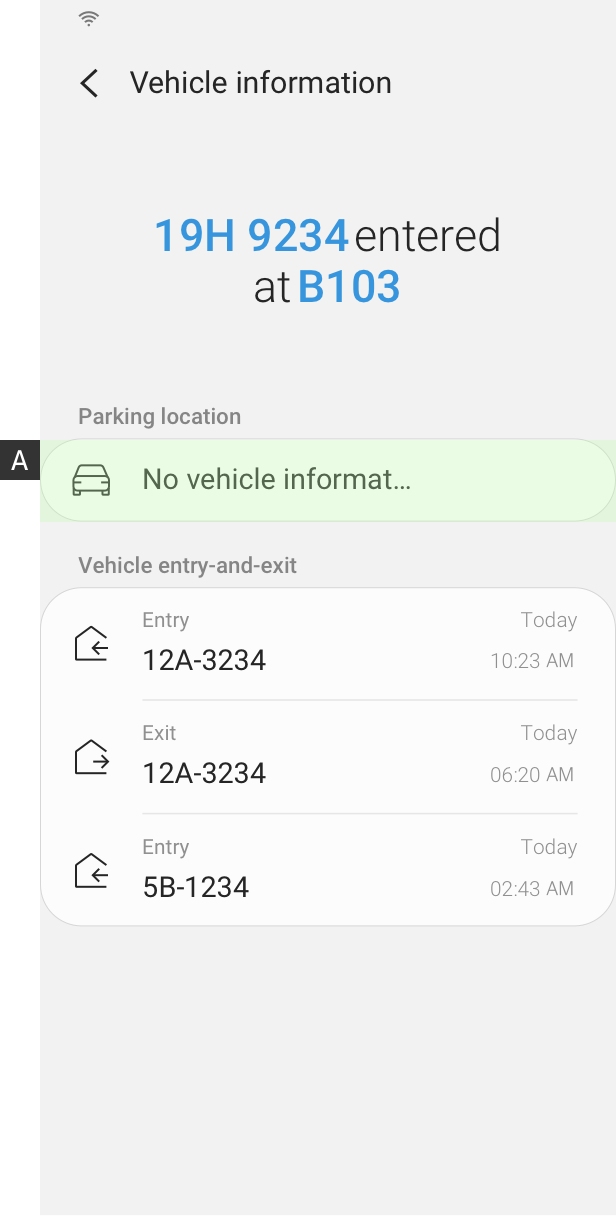 Vehicle information
19H 9234 entered
at B103
Parking location
A
No vehicle informat...
Vehicle entry-and-exit
Entry
Today
12A-3234
10:23 AM
Exit
Today
12A-3234
06:20 AM
Entry
Today
5B-1234
02:43 AM